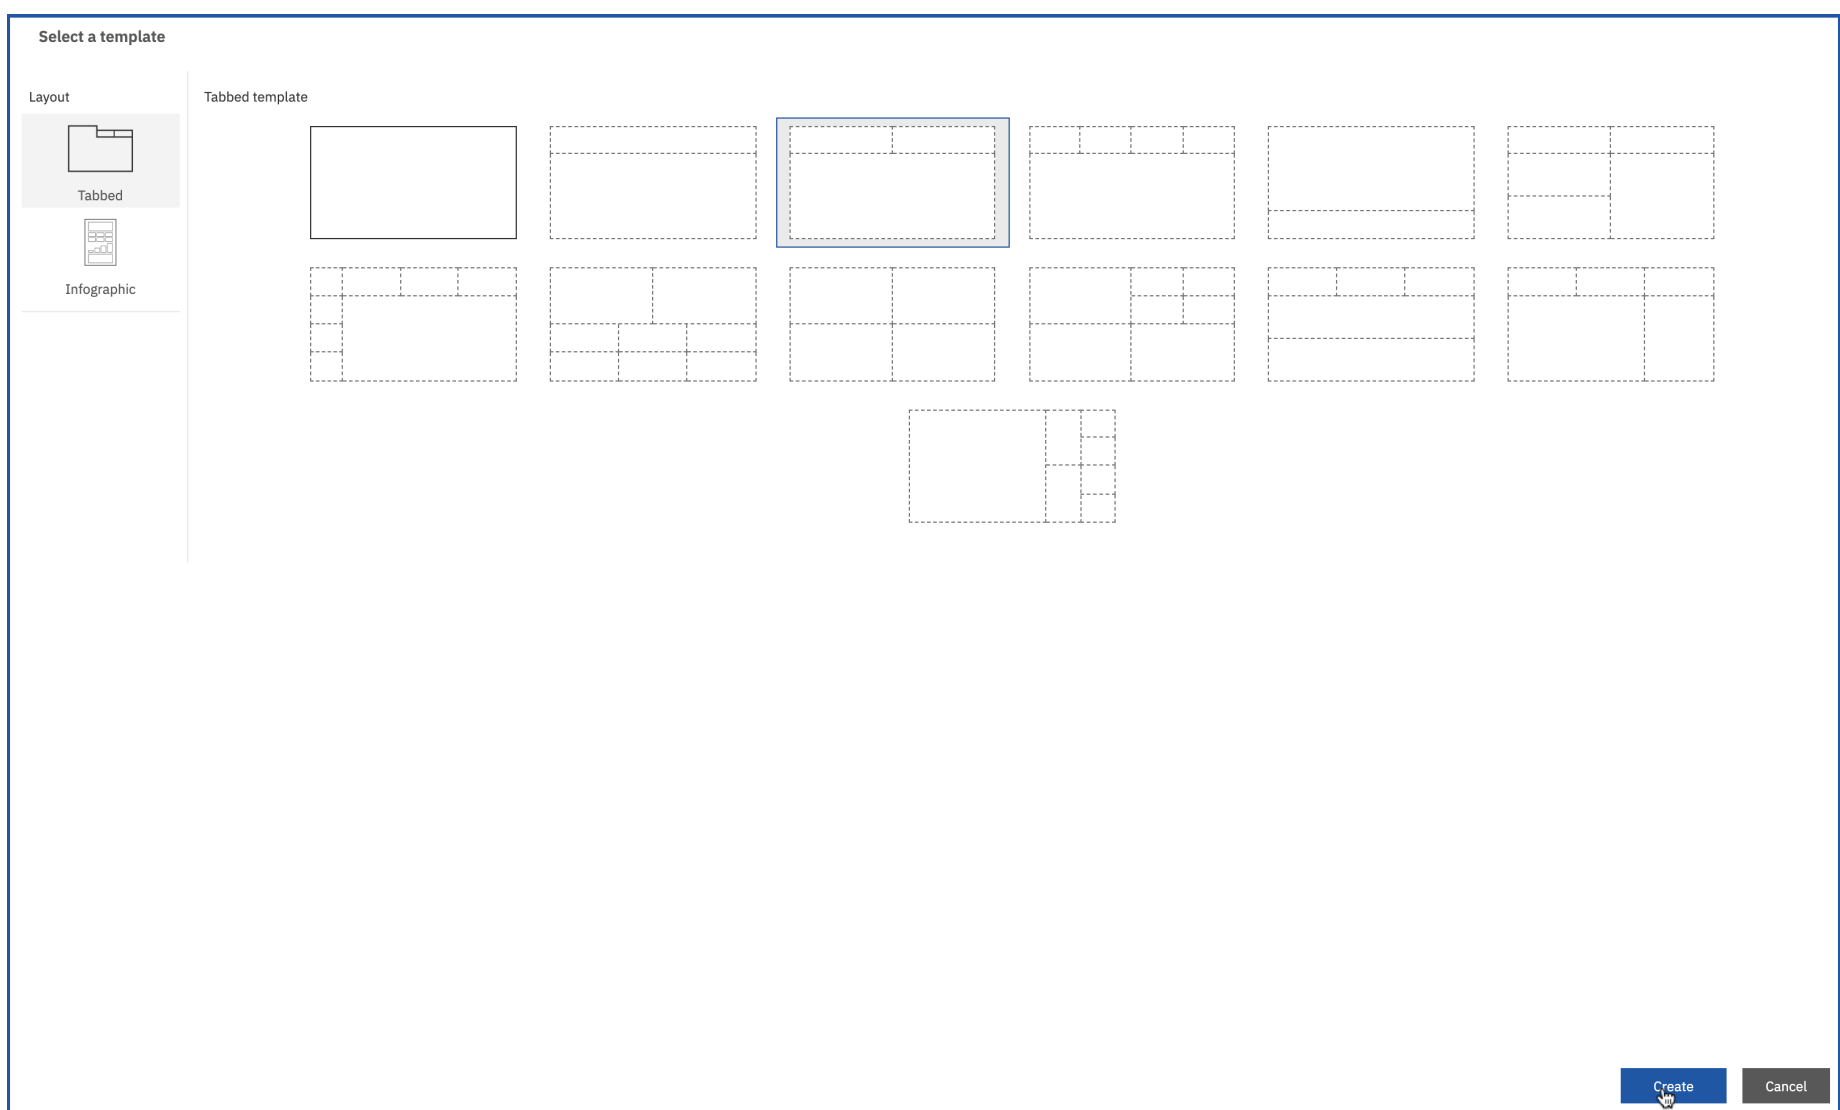 Select a template
Layout
Tabbed template
Tabbed
Infographic
Create
Cancel